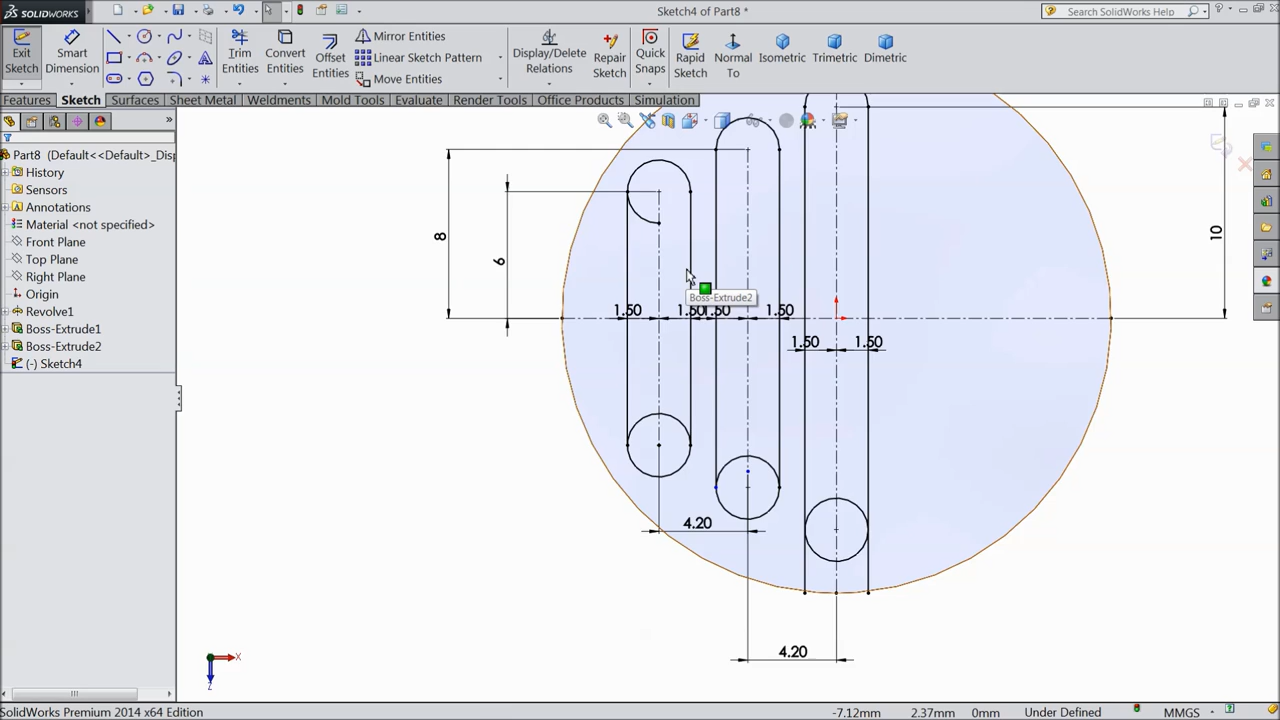 SOLIDWORKS
Sketch4 of Part8 *
Search SolidWorks Help
Exit Sketch
Smart Dimension
Trim Entities
Convert Entities
Offset Entities
Mirror Entities
Linear Sketch Pattern
Move Entities
Display/Delete Relations
Repair Sketch
Quick Snaps
Rapid Sketch
Normal To
Isometric
Trimetric
Dimetric
Features
Sketch
Surfaces
Sheet Metal
Weldments
Mold Tools
Evaluate
Render Tools
Office Products
Simulation
Part8 (Default<<Default>_Disp
History
Sensors
Annotations
Material <not specified>
Front Plane
Top Plane
Right Plane
Origin
Revolve1
Boss-Extrude1
Boss-Extrude2
(-) Sketch4
8
6
10
Boss-Extrude2
1.50
1.50
1.50
1.50
1.50
1.50
4.20
4.20
X
Z
SolidWorks Premium 2014 x64 Edition
-7.12mm
2.37mm
0mm
Under Defined
MMGS